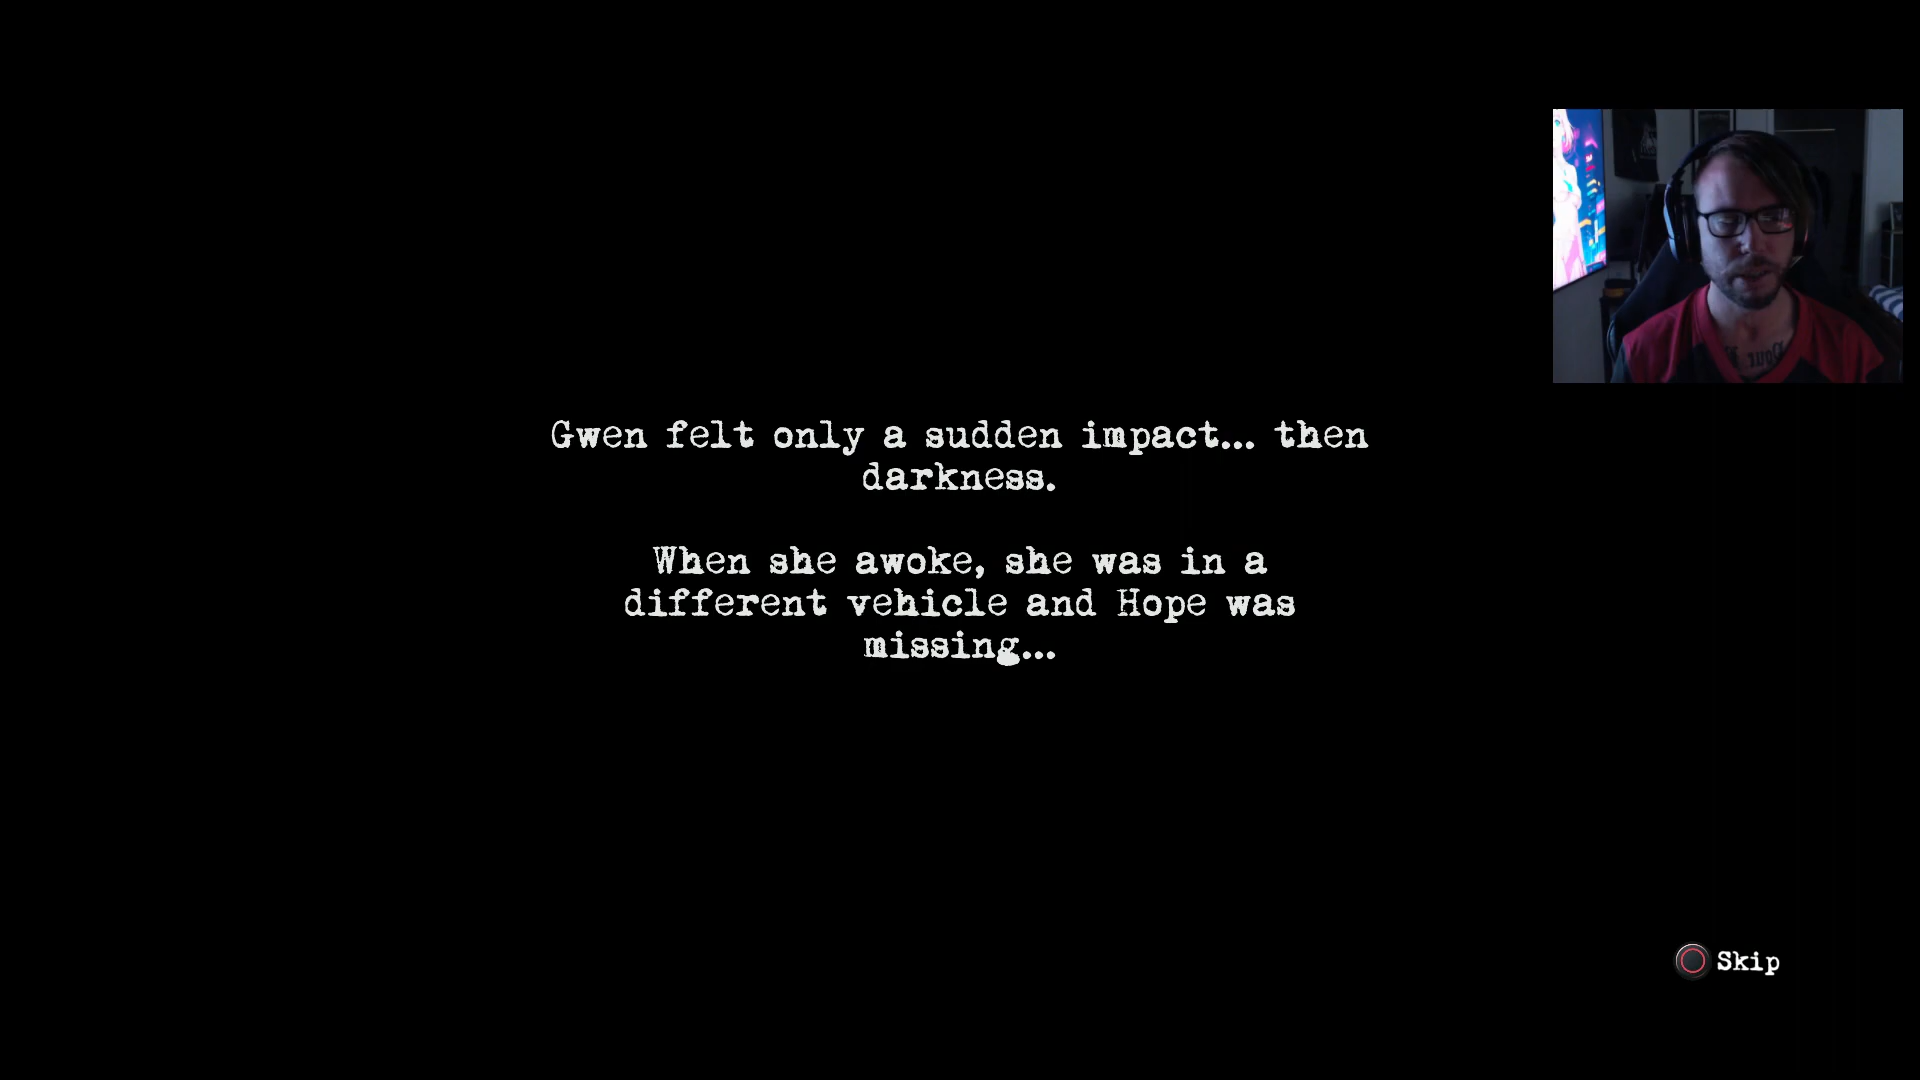 Gwen felt only a sudden impact... then
darkness.
When she awoke, she was in a
different vehicle and Hope was
missing...
Skip